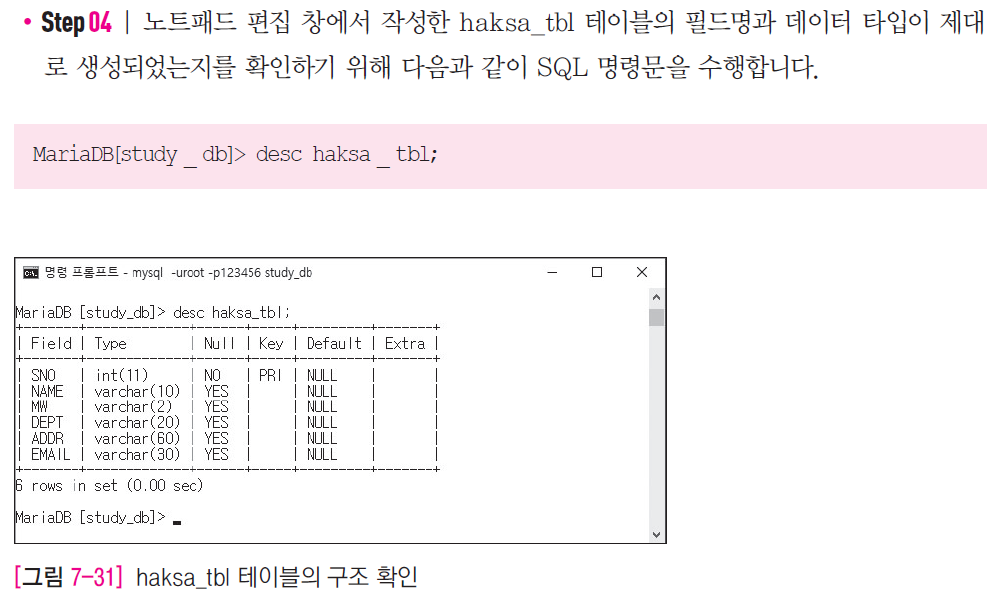 • Step 04 | 노트패드 편집 창에서 작성한 haksa_tbl 테이블의 필드명과 데이터 타입이 제대
로 생성되었는지를 확인하기 위해 다음과 같이 SQL 명령문을 수행합니다.
MariaDB[study _ db]> desc haksa _ tbl;
명령 프롬프트 - mysql -uroot -p123456 study_db
MariaDB [study_db]> desc haksa_tbl;
+-------+-------------+------+-----+---------+-------+
| Field | Type        | Null | Key | Default | Extra |
+-------+-------------+------+-----+---------+-------+
| SNO   | int(11)     | NO   | PRI | NULL    |       |
| NAME  | varchar(10) | YES  |     | NULL    |       |
| MW    | varchar(2)  | YES  |     | NULL    |       |
| DEPT  | varchar(20) | YES  |     | NULL    |       |
| ADDR  | varchar(60) | YES  |     | NULL    |       |
| EMAIL | varchar(30) | YES  |     | NULL    |       |
+-------+-------------+------+-----+---------+-------+
6 rows in set (0.00 sec)
MariaDB [study_db]> _
[그림 7-31] haksa_tbl 테이블의 구조 확인